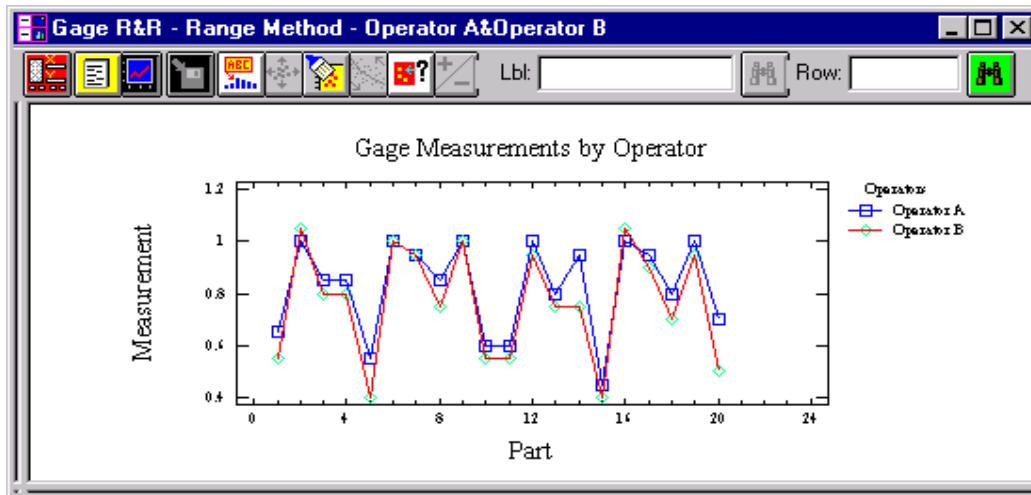 Gage R&R - Range Method - Operator A&Operator B
ABC
Lbl:
Row:
Gage Measurements by Operator
Measurement
1.2
1
0.8
0.6
0.4
0
4
8
12
16
20
24
Part
Operators
Operator A
Operator B